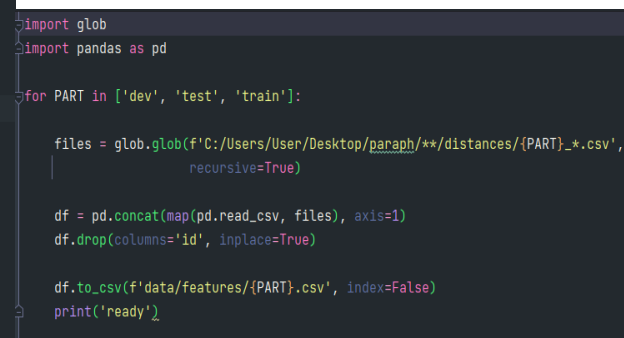 import glob
import pandas as pd
for PART in ['dev', 'test', 'train']:
files = glob.glob(f'C:/Users/User/Desktop/paraph/**/distances/{PART}_*.csv',
recursive=True)
df = pd.concat(map(pd.read_csv, files), axis=1)
df.drop(columns='id', inplace=True)
df.to_csv(f'data/features/{PART}.csv', index=False)
print('ready')